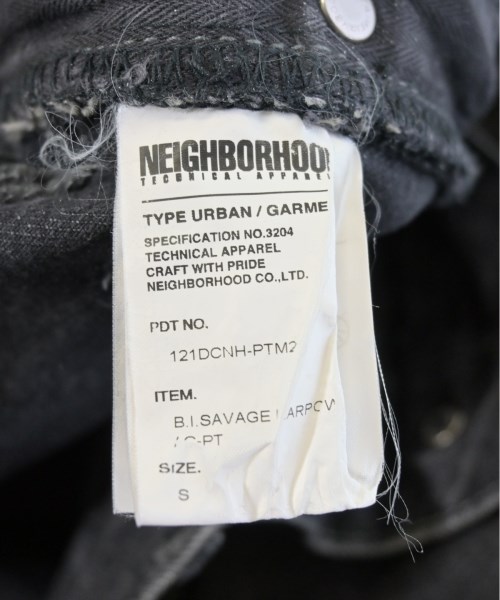 NEIGHBORHOO
TECHNICAL APPAREL
TYPE URBAN / GARME
SPECIFICATION NO.3204
TECHNICAL APPAREL
CRAFT WITH PRIDE
NEIGHBORHOOD CO.,LTD.
PDT NO.
121DCNH-PTM2
ITEM.
B.I.SAVAGE
SIZE.
S